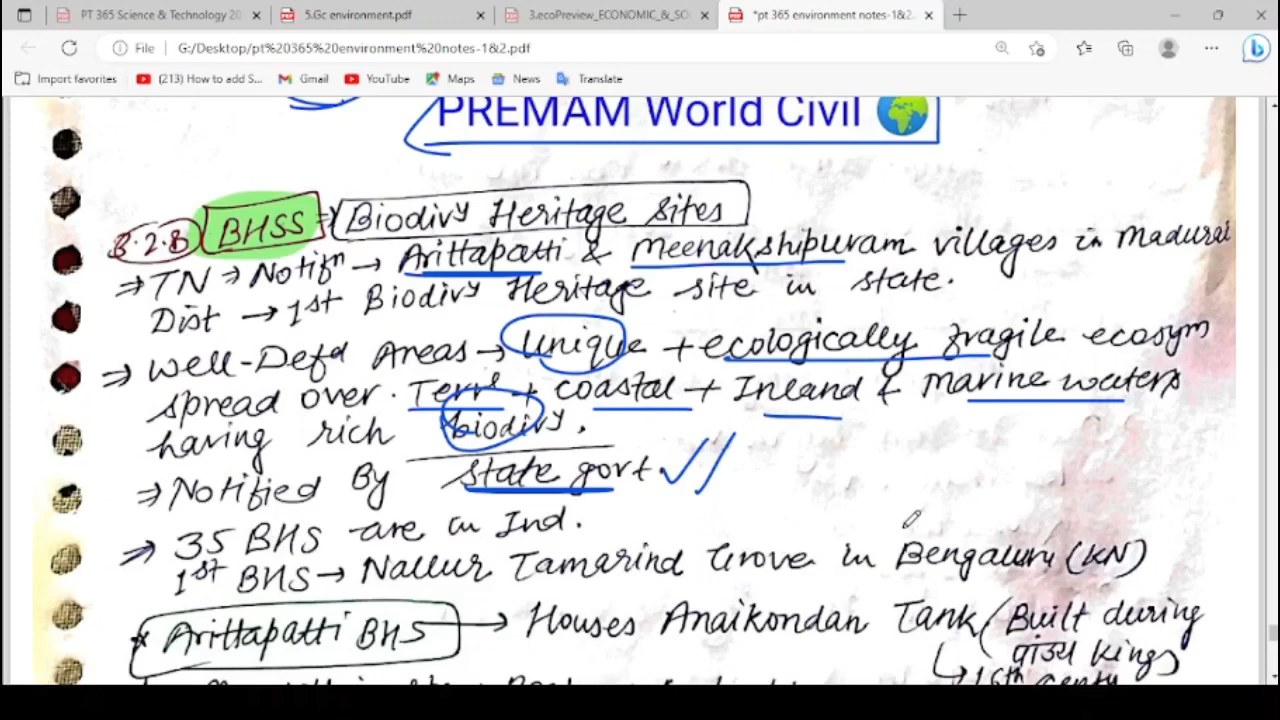 PT 365 Science & Technology 20
5.Gc environment.pdf
3.ecoPreview_ECONOMIC_&_SO
*pt 365 environment notes-1&2.
File
G:/Desktop/pt%20365%20environment%20notes-1&2.pdf
Import favorites
(213) How to add S...
Gmail
YouTube
Maps
News
Translate
PREMAM World Civil
3.2.B BHSS ⇒ Biodivy Heritage Sites
⇒ TN ⇒ Notifn → Arittapatti & Meenakshipuram villages in Madurai
Dist → 1st Biodivy Heritage site in state.
⇒ Well-Defd Areas → Unique + ecologically fragile ecosym
spread over Terrl + coastal + Inland & marine waters
having rich biodivy.
⇒ Notified By state govt.
⇒ 35 BHS are in Ind.
1st BHS → Nallur Tamarind Grove in Bengaluru (KN)
* Arittapatti BHS → Houses Anaikondan Tank (Built during
पांड्य Kings
→ 16th